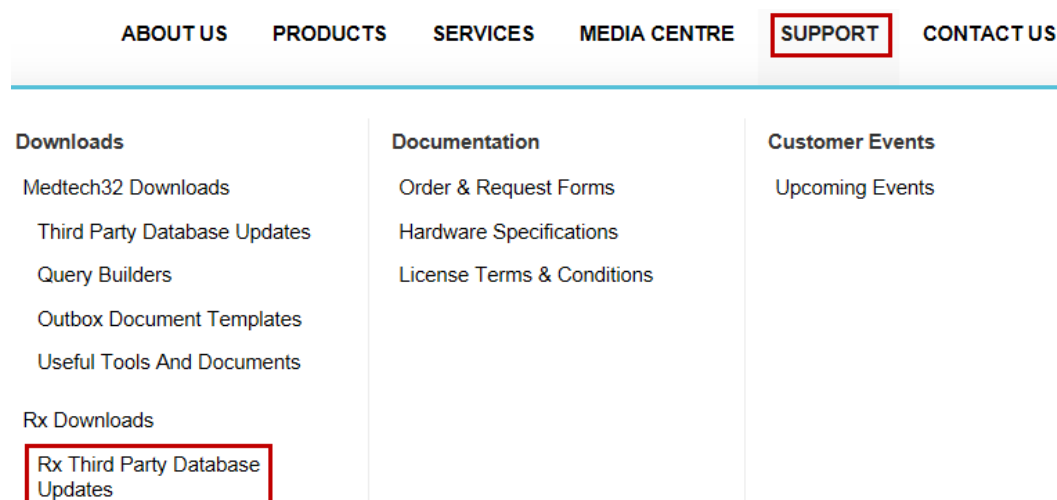 ABOUT US PRODUCTS SERVICES MEDIA CENTRE SUPPORT CONTACT US
Downloads
Medtech32 Downloads
Third Party Database Updates
Query Builders
Outbox Document Templates
Useful Tools And Documents
Rx Downloads
Rx Third Party Database
Updates
Documentation
Order & Request Forms
Hardware Specifications
License Terms & Conditions
Customer Events
Upcoming Events